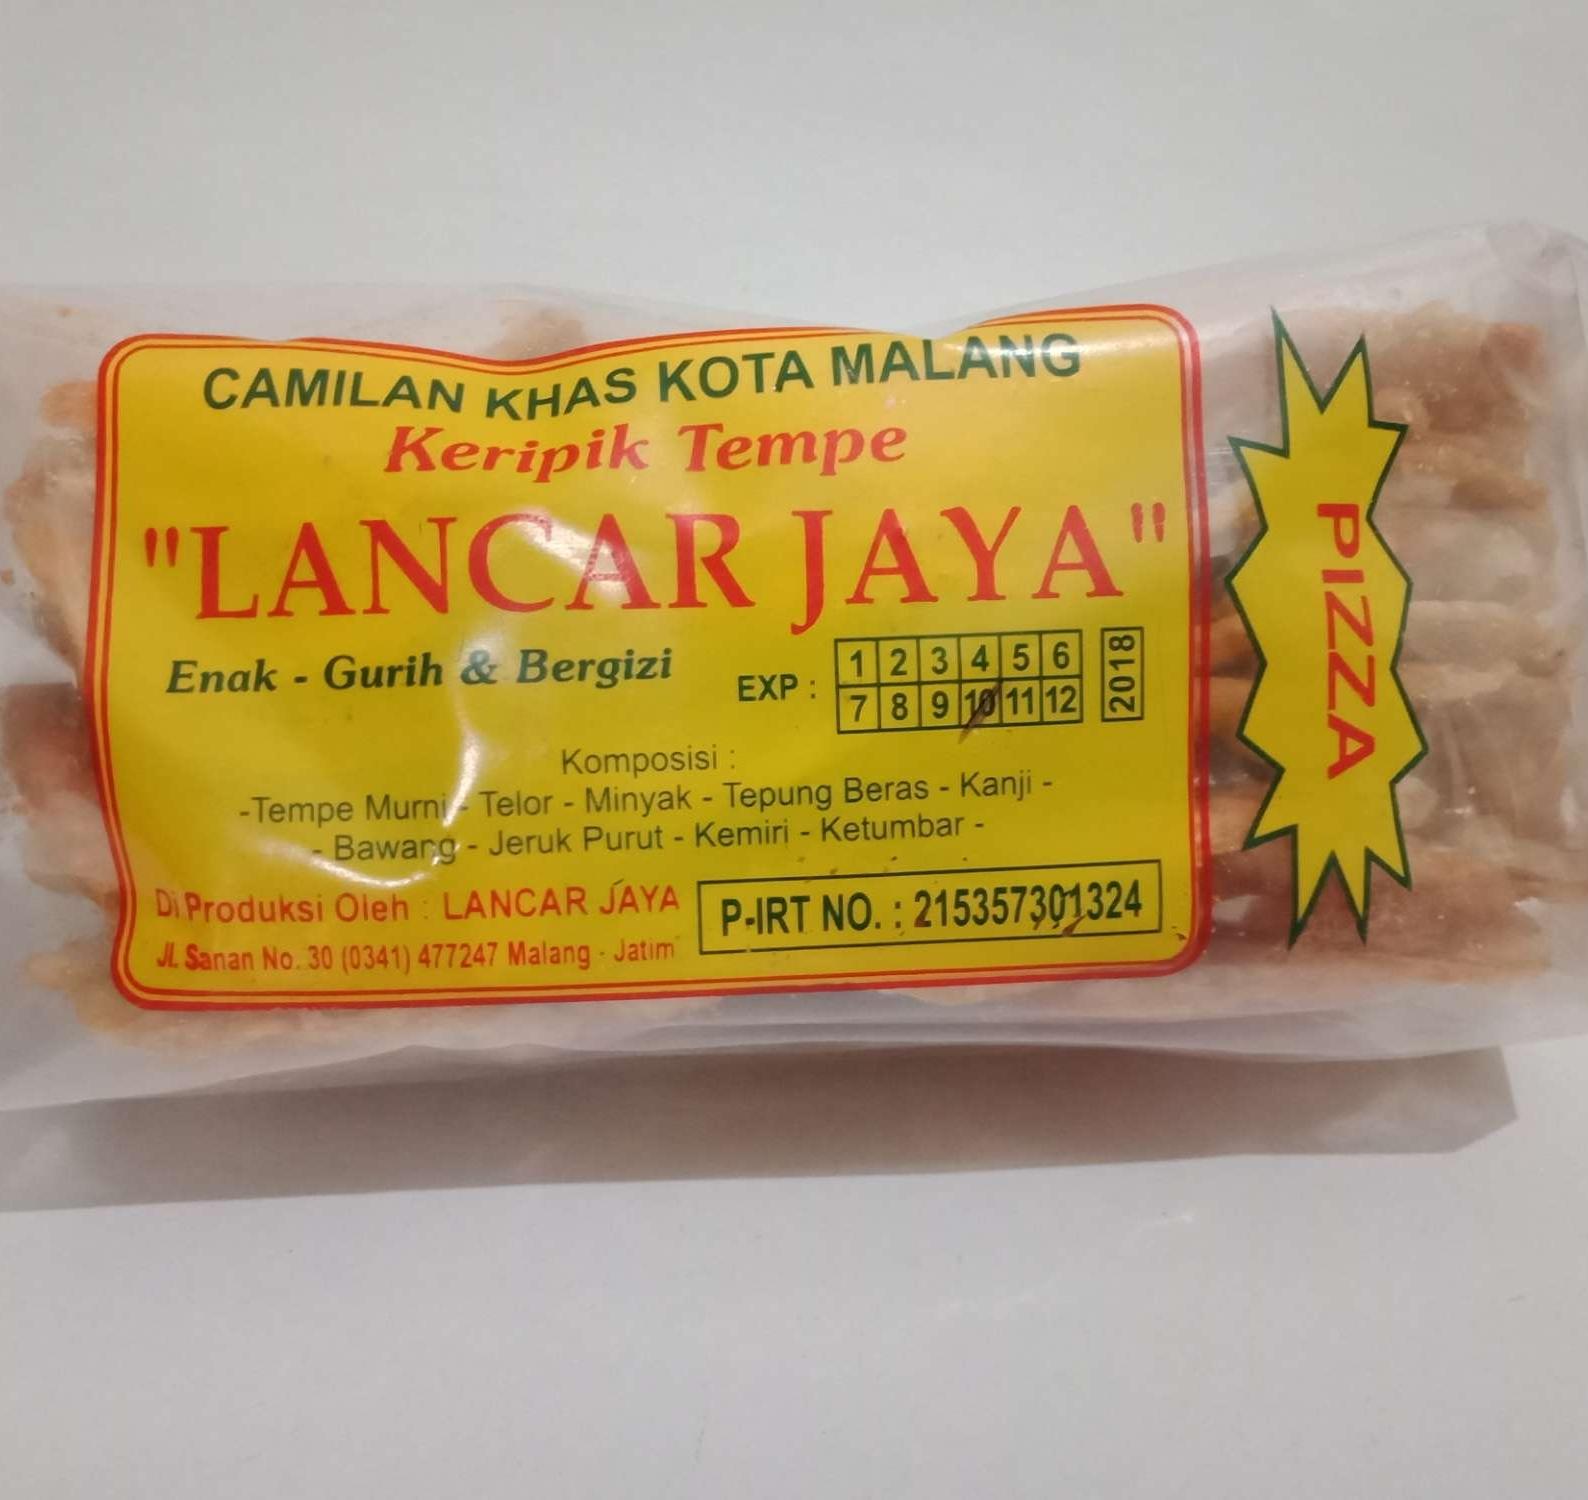 CAMILAN KHAS KOTA MALANG
Keripik Tempe
"LANCAR JAYA"
Enak - Gurih & Bergizi
EXP :
1 2 3 4 5 6
7 8 9 10 11 12
2018
Komposisi :
-Tempe Murni - Telor - Minyak - Tepung Beras - Kanji -
- Bawang - Jeruk Purut - Kemiri - Ketumbar -
Di Produksi Oleh : LANCAR JAYA
Jl. Sanan No. 30 (0341) 477247 Malang - Jatim
P-IRT NO. : 215357301324
PIZZA